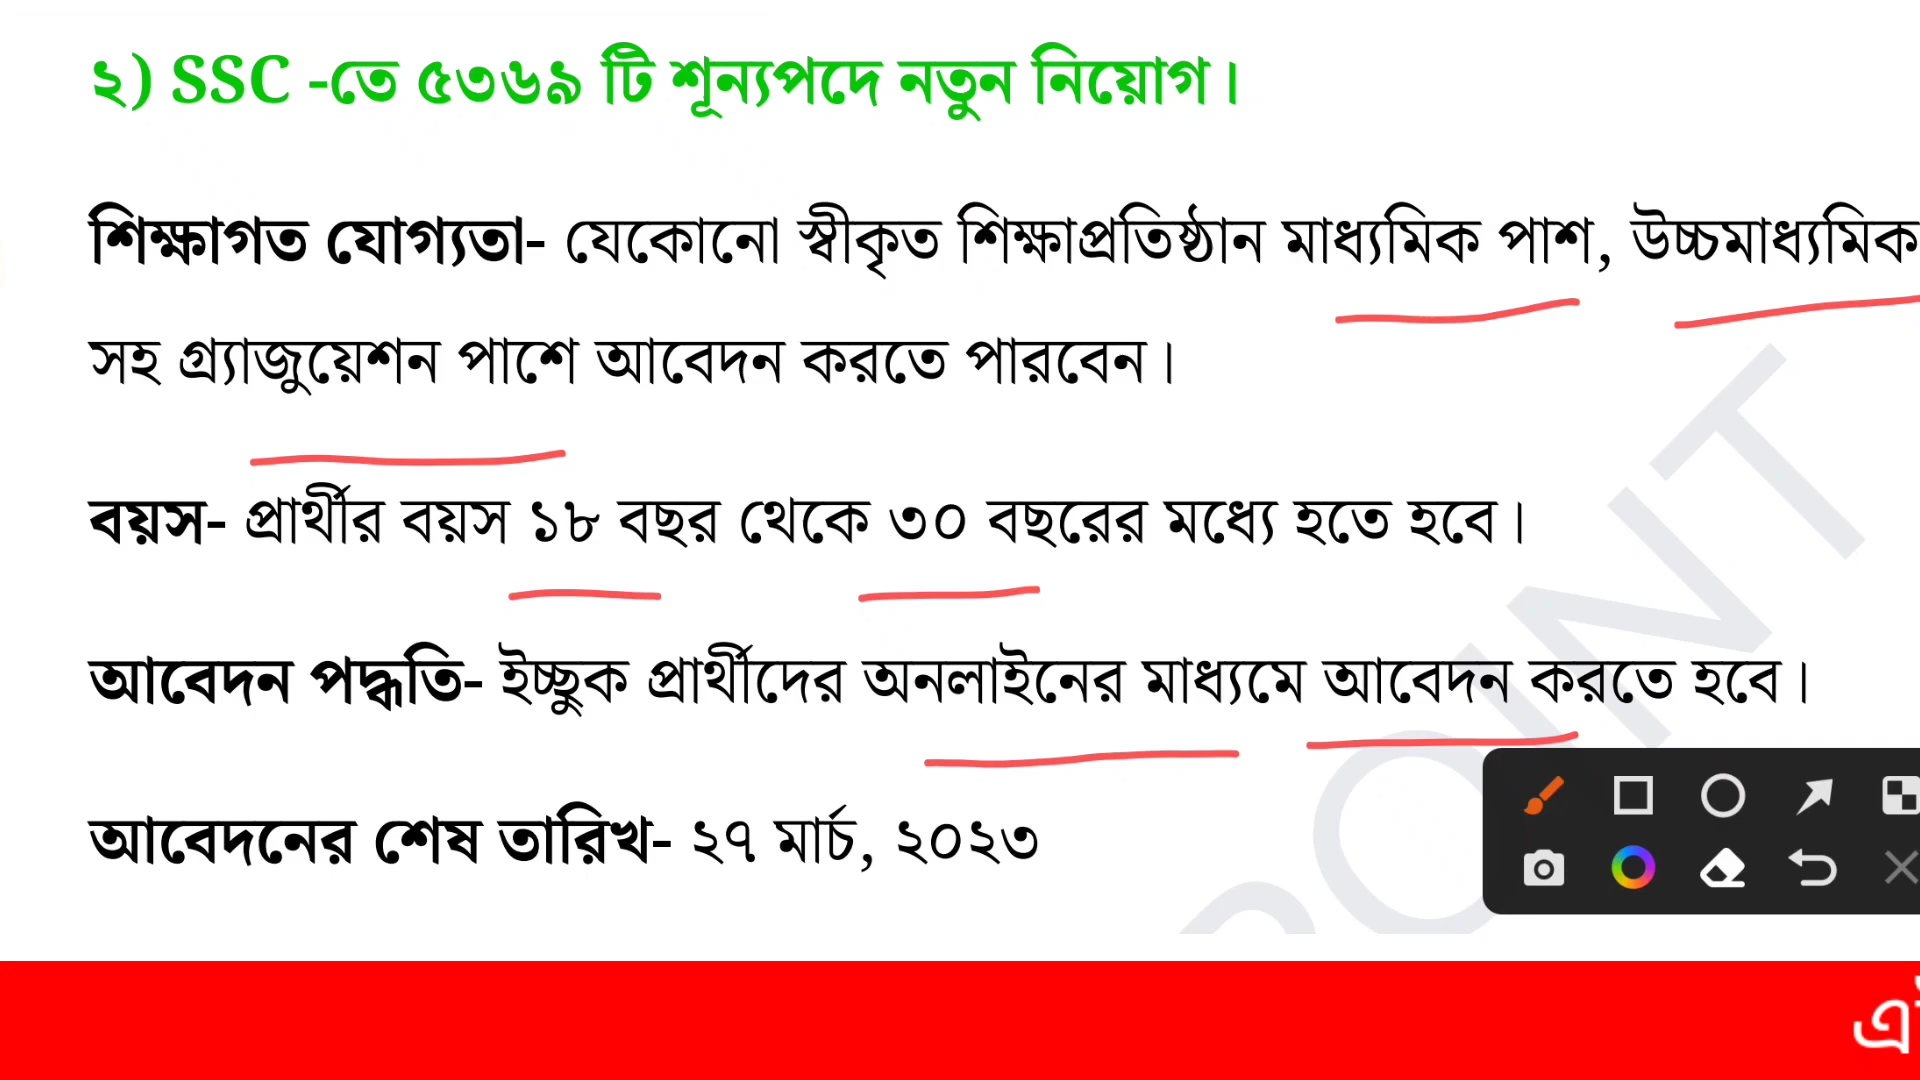 ২) SSC -তে ৫৩৬৯ টি শূন্যপদে নতুন নিয়োগ।
শিক্ষাগত যোগ্যতা- যেকোনো স্বীকৃত শিক্ষাপ্রতিষ্ঠান মাধ্যমিক পাশ, উচ্চমাধ্যমিক
সহ গ্র্যাজুয়েশন পাশে আবেদন করতে পারবেন।
বয়স- প্রার্থীর বয়স ১৮ বছর থেকে ৩০ বছরের মধ্যে হতে হবে।
আবেদন পদ্ধতি- ইচ্ছুক প্রার্থীদের অনলাইনের মাধ্যমে আবেদন করতে হবে।
আবেদনের শেষ তারিখ- ২৭ মার্চ, ২০২৩
POINT